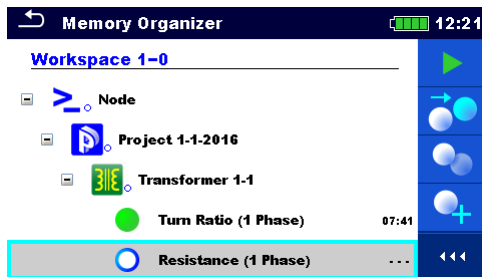 Memory Organizer 12:21
Workspace 1-0
Node
Project 1-1-2016
Transformer 1-1
Turn Ratio (1 Phase) 07:41
Resistance (1 Phase) ---